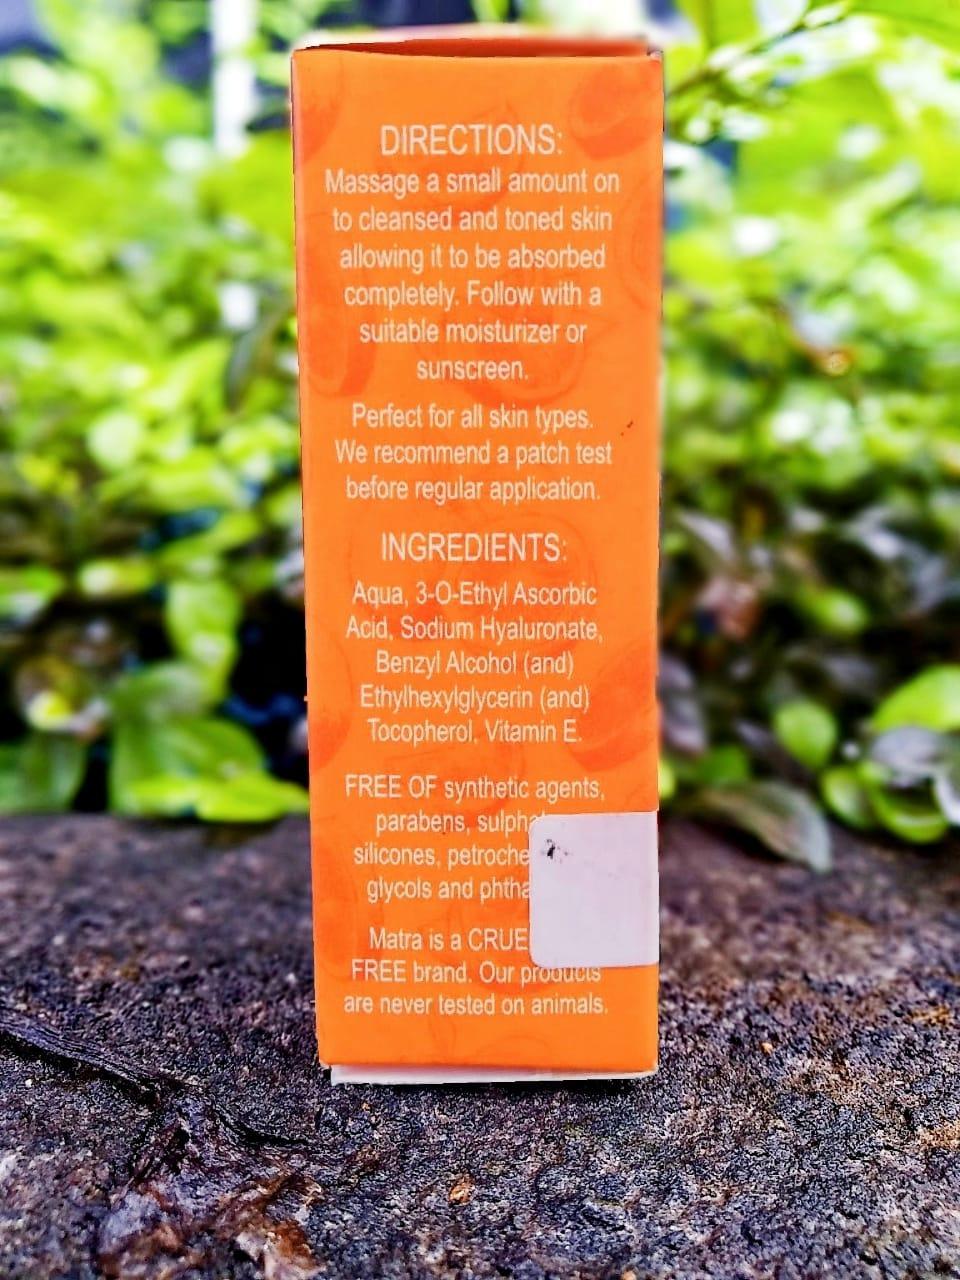 DIRECTIONS:
Massage a small amount on
to cleansed and toned skin
allowing it to be absorbed
completely. Follow with a
suitable moisturizer or
sunscreen.
Perfect for all skin types.
We recommend a patch test
before regular application.
INGREDIENTS:
Aqua, 3-O-Ethyl Ascorbic
Acid, Sodium Hyaluronate,
Benzyl Alcohol (and)
Ethylhexylglycerin (and)
Tocopherol, Vitamin E.
FREE OF synthetic agents,
parabens,
silicones,
glycols and
Matra is a
FREE brand. Our products
are never tested on animals.